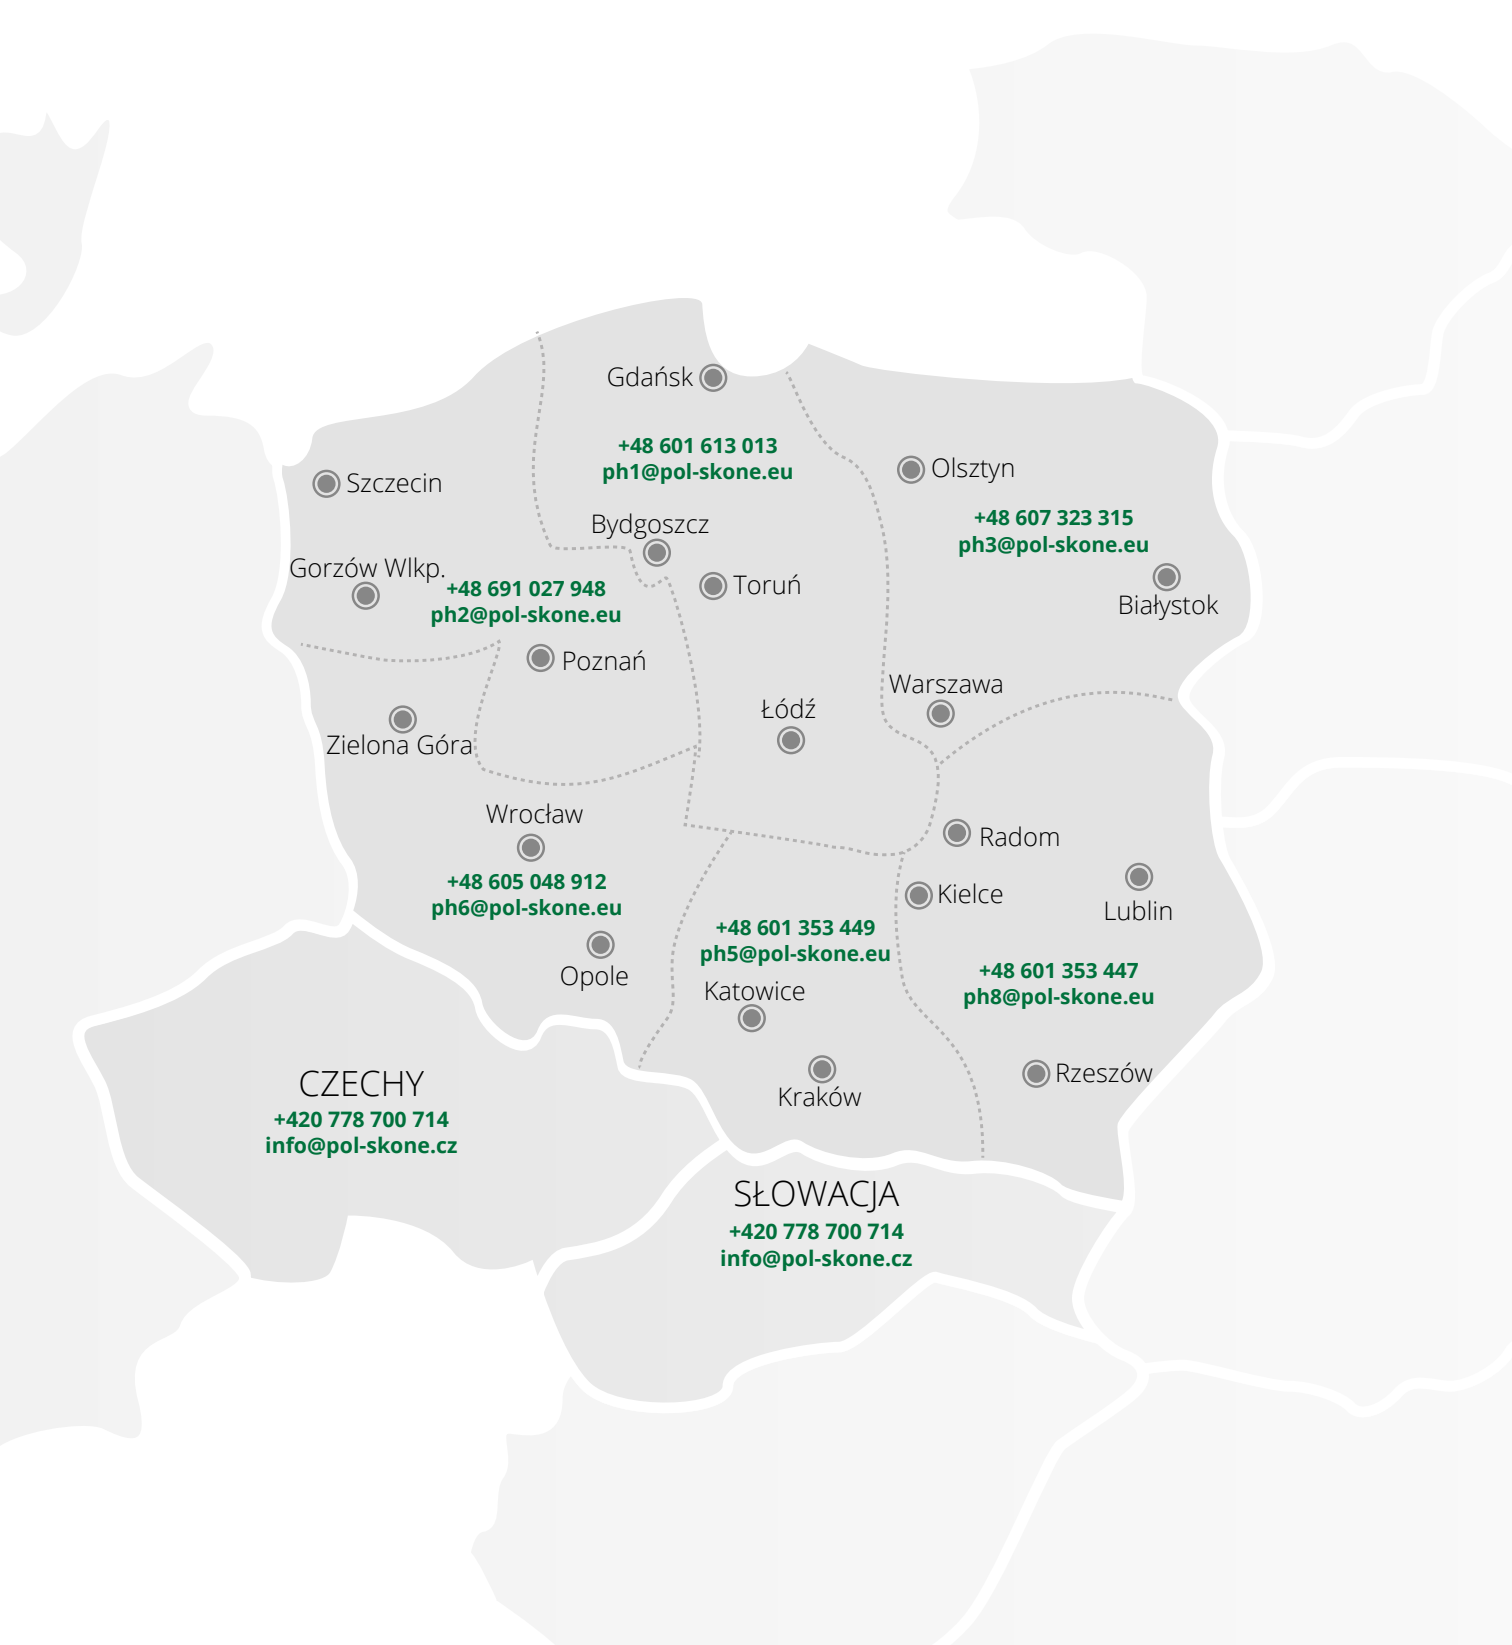 Gdańsk
+48 601 613 013
ph1@pol-skone.eu
Olsztyn
Szczecin
+48 607 323 315
ph3@pol-skone.eu
Bydgoszcz
Gorzów Wlkp.
+48 691 027 948
ph2@pol-skone.eu
Toruń
Białystok
Poznań
Warszawa
Łódź
Zielona Góra
Wrocław
Radom
+48 605 048 912
ph6@pol-skone.eu
Kielce
Lublin
+48 601 353 449
ph5@pol-skone.eu
Opole
+48 601 353 447
ph8@pol-skone.eu
Katowice
Kraków
Rzeszów
CZECHY
+420 778 700 714
info@pol-skone.cz
SŁOWACJA
+420 778 700 714
info@pol-skone.cz